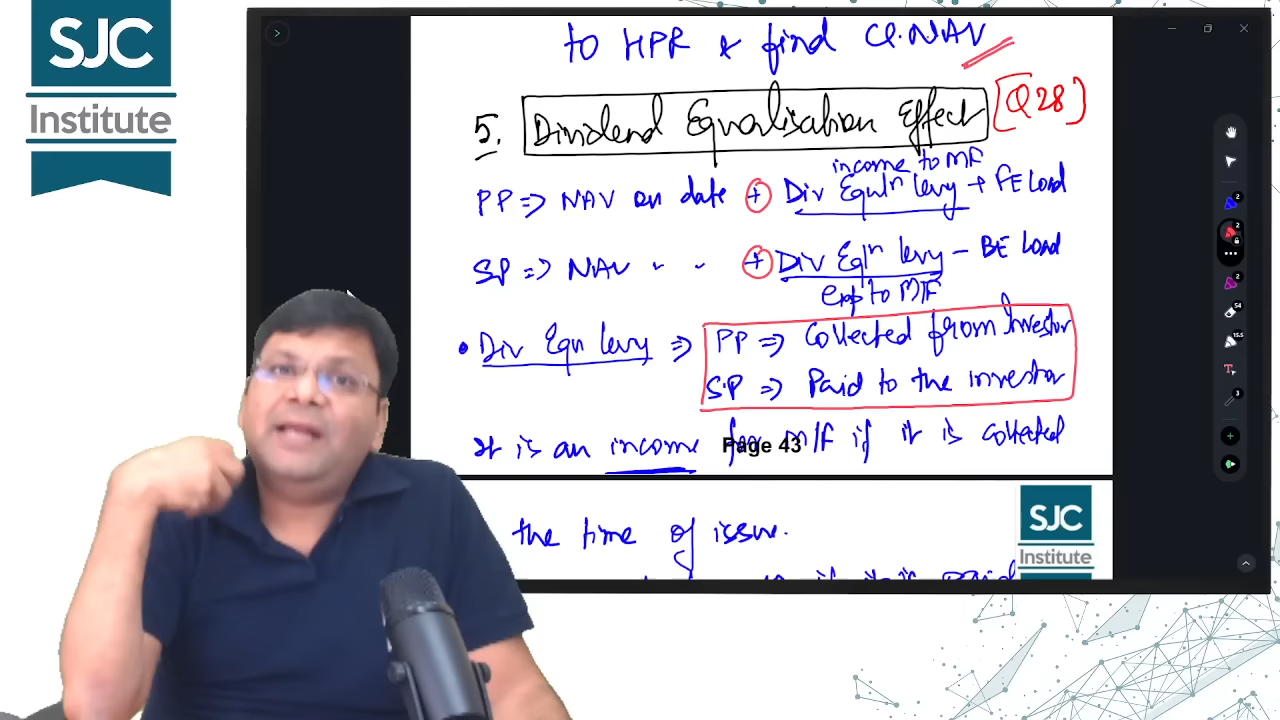 SJC
Institute
to HPR & find Cl.NAV
5. Dividend Equalisation Effect [Q28]
income to MF
PP => NAV on date + Div Equlⁿ levy + FE Load
SP => NAV " " + Div Eqlⁿ levy - BE Load
Exp to MF
• Div Eqn levy => PP => Collected from Investor
S.P => Paid to the investor
It is an income for M/F if it is collected
Page 43
SJC
Institute
the time of issue.